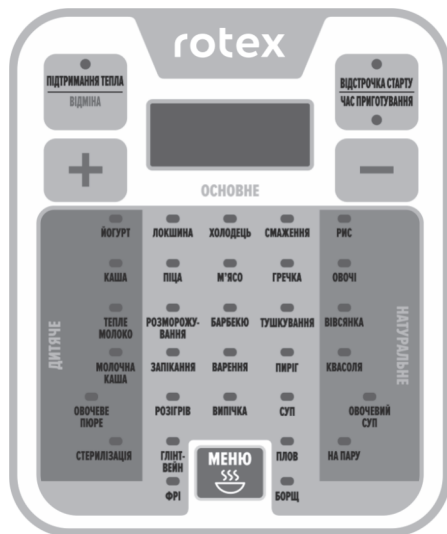 rotex
ПІДТРИМАННЯ ТЕПЛА
ВІДМІНА
ВІДСТРОЧКА СТАРТУ
ЧАС ПРИГОТУВАННЯ
+
−
ОСНОВНЕ
ДИТЯЧЕ
НАТУРАЛЬНЕ
ЙОГУРТ ЛОКШИНА ХОЛОДЕЦЬ СМАЖЕННЯ РИС
КАША ПІЦА М'ЯСО ГРЕЧКА ОВОЧІ
ТЕПЛЕ
МОЛОКО
РОЗМОРОЖУ-
ВАННЯ
БАРБЕКЮ ТУШКУВАННЯ ВІВСЯНКА
МОЛОЧНА
КАША
ЗАПІКАННЯ ВАРЕННЯ ПИРІГ КВАСОЛЯ
ОВОЧЕВЕ
ПЮРЕ
РОЗІГРІВ ВИПІЧКА СУП
ОВОЧЕВИЙ
СУП
СТЕРИЛІЗАЦІЯ
ГЛІНТ-
ВЕЙН
МЕНЮ
ПЛОВ НА ПАРУ
ФРІ БОРЩ